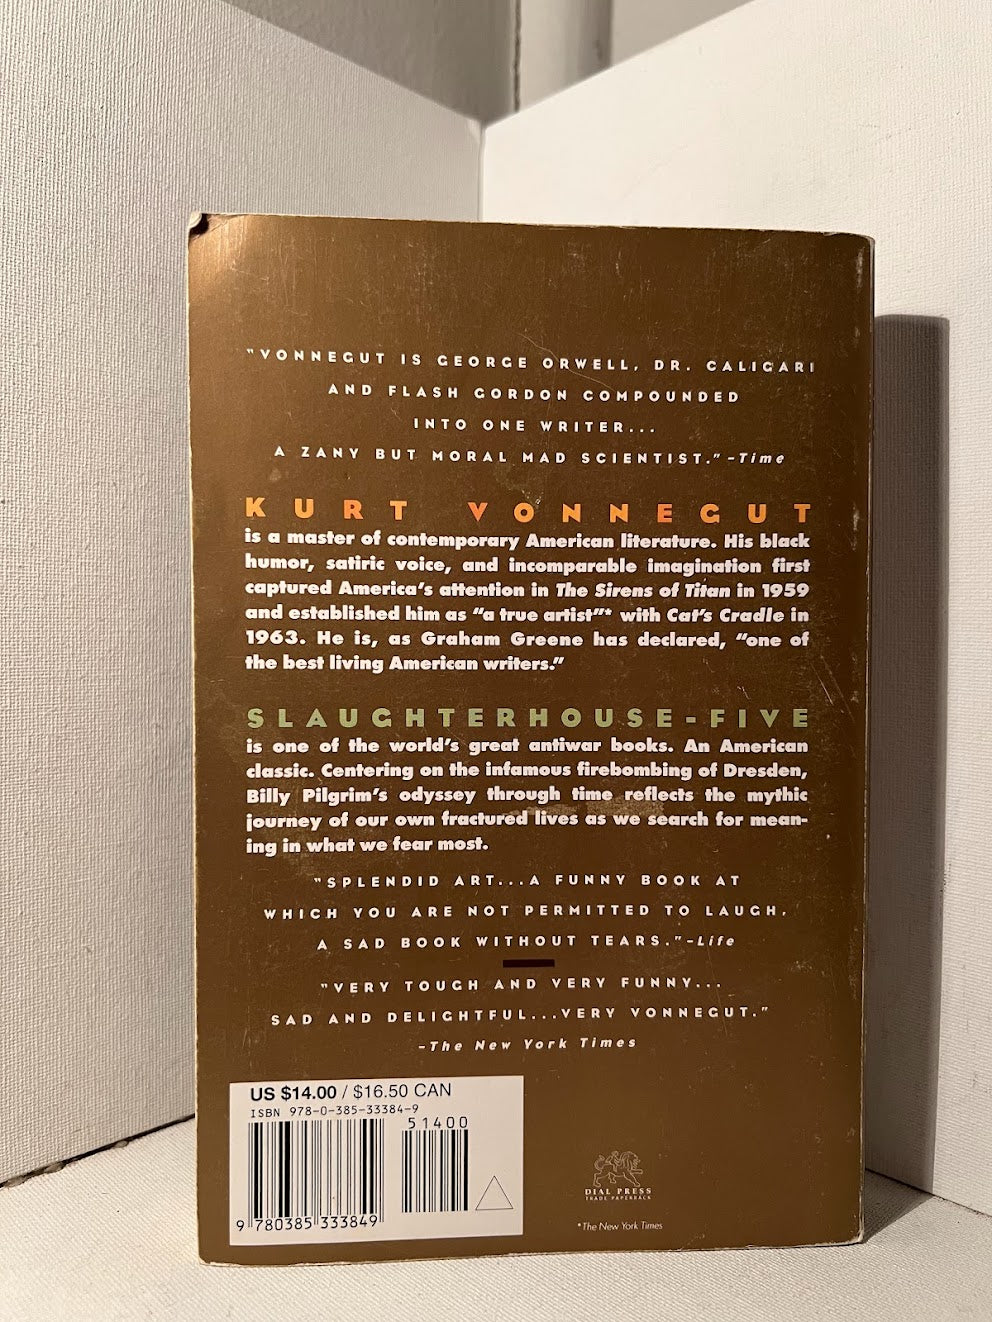 "VONNEGUT IS GEORGE ORWELL, DR. CALIGARI
AND FLASH GORDON COMPOUNDED
INTO ONE WRITER...
A ZANY BUT MORAL MAD SCIENTIST." –Time
KURT VONNEGUT
is a master of contemporary American literature. His black
humor, satiric voice, and incomparable imagination first
captured America's attention in The Sirens of Titan in 1959
and established him as "a true artist"* with Cat's Cradle in
1963. He is, as Graham Greene has declared, "one of
the best living American writers."
SLAUGHTERHOUSE-FIVE
is one of the world's great antiwar books. An American
classic. Centering on the infamous firebombing of Dresden,
Billy Pilgrim's odyssey through time reflects the mythic
journey of our own fractured lives as we search for mean-
ing in what we fear most.
"SPLENDID ART...A FUNNY BOOK AT
WHICH YOU ARE NOT PERMITTED TO LAUGH,
A SAD BOOK WITHOUT TEARS."–Life
"VERY TOUGH AND VERY FUNNY...
SAD AND DELIGHTFUL...VERY VONNEGUT."
–The New York Times
US $14.00 / $16.50 CAN
ISBN 978-0-385-33384-9
51400
9 780385 333849
DIAL PRESS
TRADE PAPERBACK
*The New York Times